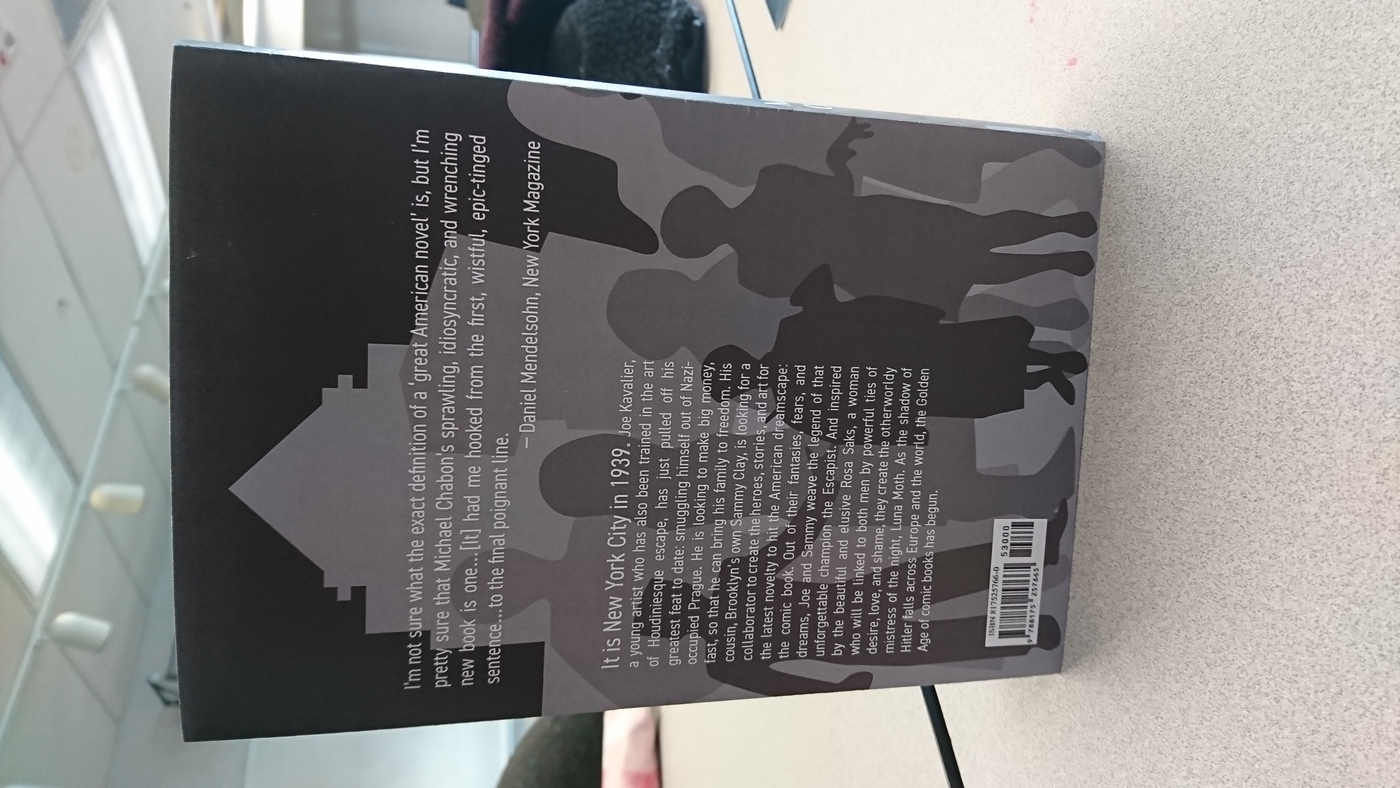 I'm not sure what the exact definition of a 'great American novel' is, but I'm
pretty sure that Michael Chabon's sprawling, idiosyncratic, and wrenching
new book is one...[It] had me hooked from the first, wistful, epic-tinged
sentence...to the final poignant line.
– Daniel Mendelsohn, New York Magazine
It is New York City in 1939. Joe Kavalier,
a young artist who has also been trained in the art
of Houdiniesque escape, has just pulled off his
greatest feat to date: smuggling himself out of Nazi-
occupied Prague. He is looking to make big money,
fast, so that he can bring his family to freedom. His
cousin, Brooklyn's own Sammy Clay, is looking for a
collaborator to create the heroes, stories, and art for
the latest novelty to hit the American dreamscape:
the comic book. Out of their fantasies, fears, and
dreams, Joe and Sammy weave the legend of that
unforgettable champion the Escapist. And inspired
by the beautiful and elusive Rosa Saks, a woman
who will be linked to both men by powerful ties of
desire, love, and shame, they create the otherworldy
mistress of the night, Luna Moth. As the shadow of
Hitler falls across Europe and the world, the Golden
Age of comic books has begun.
ISBN 817525766-0
53000
9 788175 257665